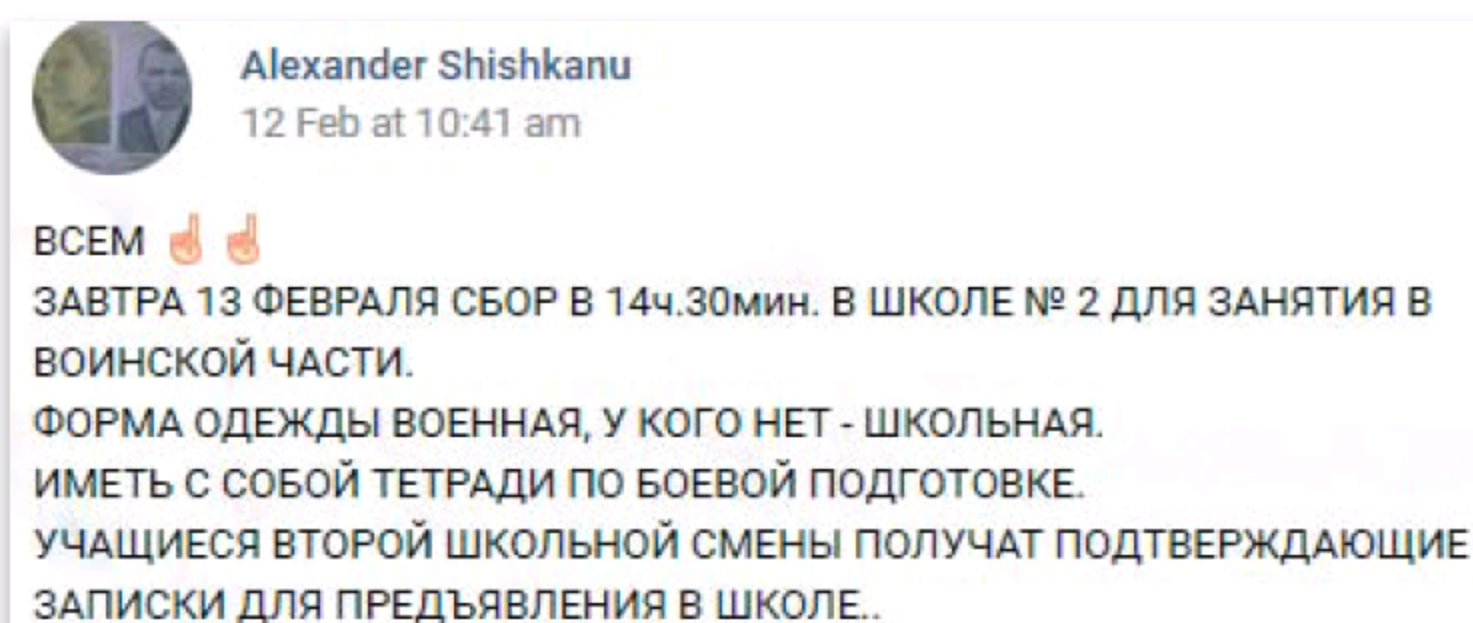 Alexander Shishkanu
12 Feb at 10:41 am
ВСЕМ ☝☝
ЗАВТРА 13 ФЕВРАЛЯ СБОР В 14ч.30мин. В ШКОЛЕ № 2 ДЛЯ ЗАНЯТИЯ В
ВОИНСКОЙ ЧАСТИ.
ФОРМА ОДЕЖДЫ ВОЕННАЯ, У КОГО НЕТ - ШКОЛЬНАЯ.
ИМЕТЬ С СОБОЙ ТЕТРАДИ ПО БОЕВОЙ ПОДГОТОВКЕ.
УЧАЩИЕСЯ ВТОРОЙ ШКОЛЬНОЙ СМЕНЫ ПОЛУЧАТ ПОДТВЕРЖДАЮЩИЕ
ЗАПИСКИ ДЛЯ ПРЕДЪЯВЛЕНИЯ В ШКОЛЕ..